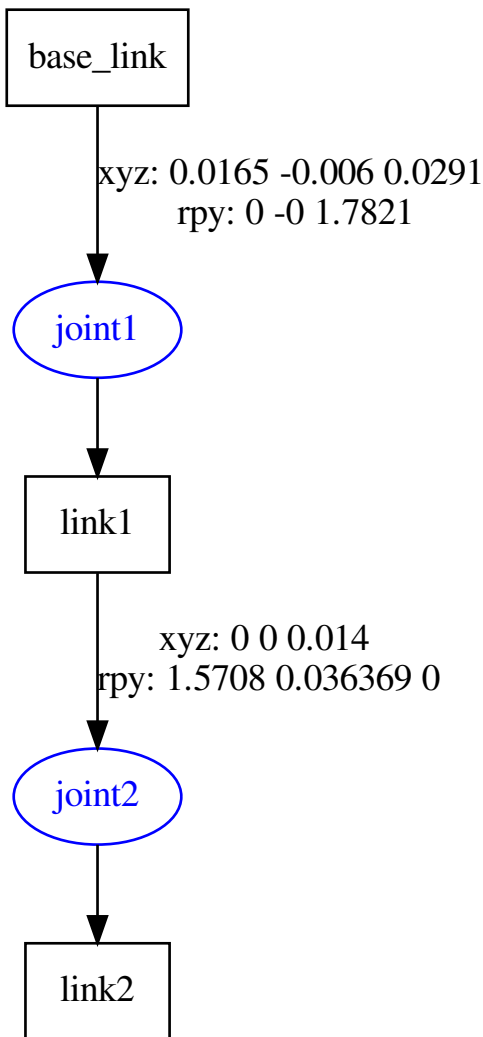 base_link
xyz: 0.0165 -0.006 0.0291
rpy: 0 -0 1.7821
joint1
link1
xyz: 0 0 0.014
rpy: 1.5708 0.036369 0
joint2
link2